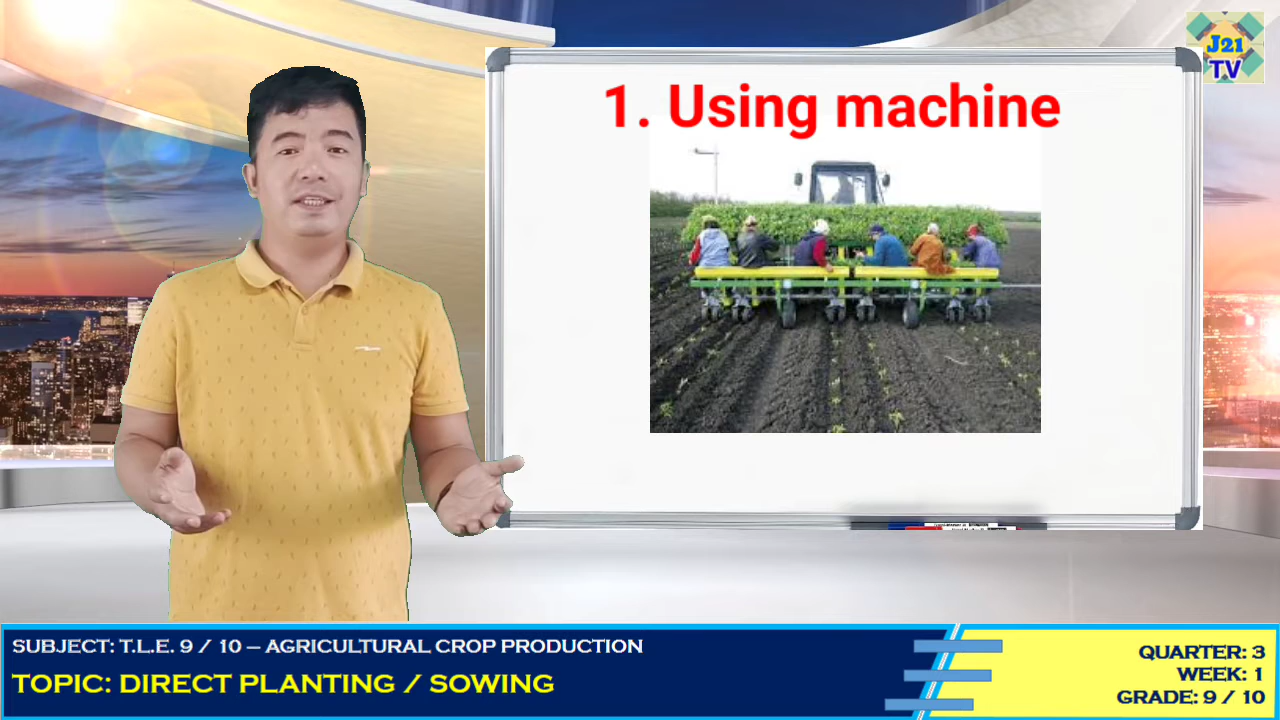 J21
TV
1. Using machine
SUBJECT: T.L.E. 9 / 10 – AGRICULTURAL CROP PRODUCTION
TOPIC: DIRECT PLANTING / SOWING
QUARTER: 3
WEEK: 1
GRADE: 9 / 10